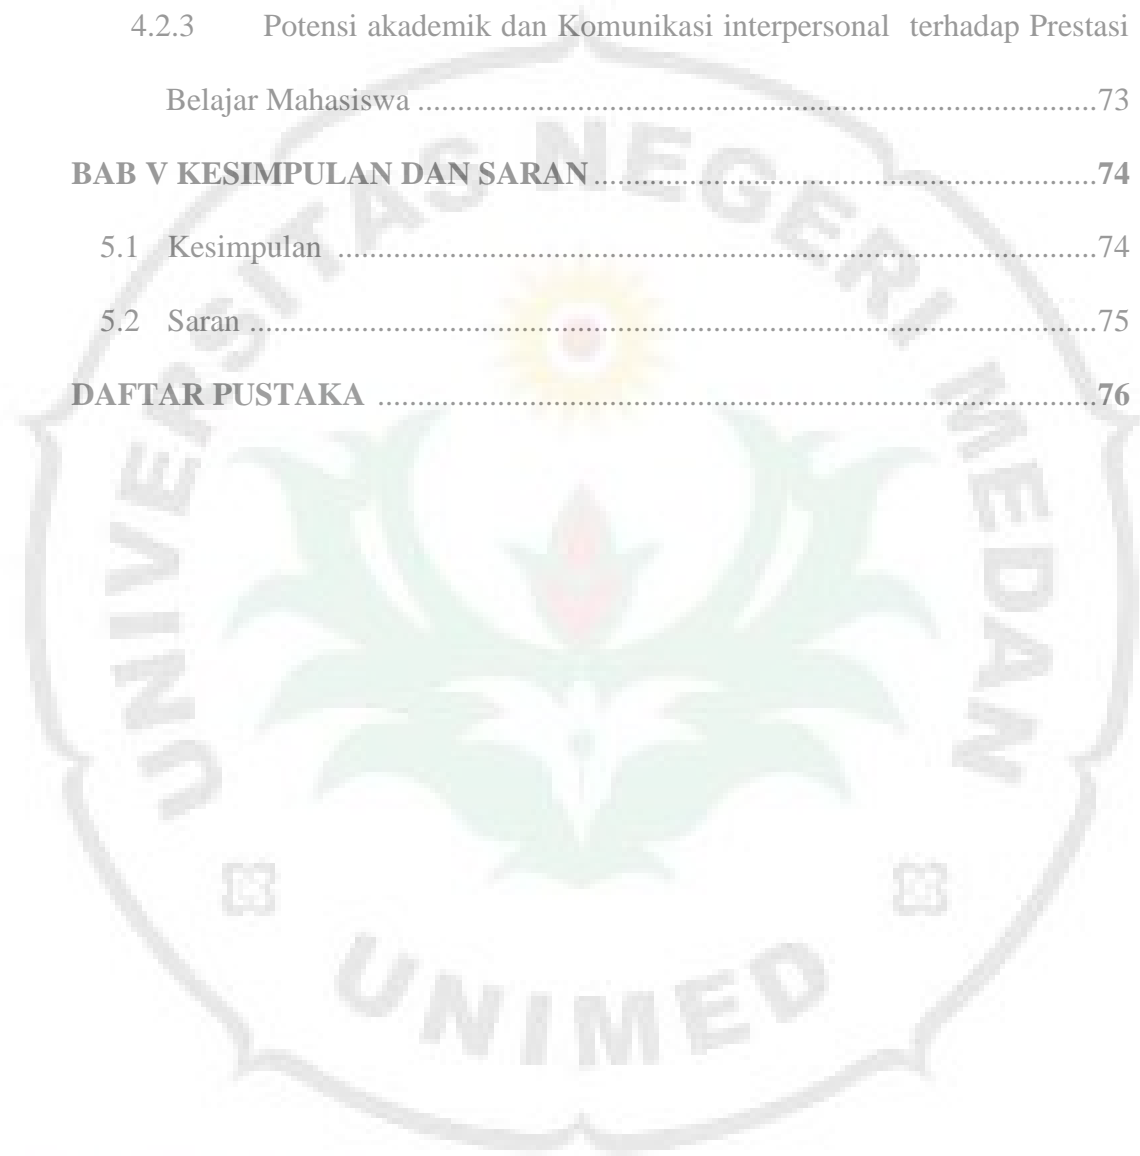 4.2.3 Potensi akademik dan Komunikasi interpersonal terhadap Prestasi
Belajar Mahasiswa ................................................................ 73
BAB V KESIMPULAN DAN SARAN ................................................................ 74
5.1 Kesimpulan ................................................................ 74
5.2 Saran ................................................................ 75
DAFTAR PUSTAKA ................................................................ 76
UNIVERSITAS NEGERI MEDAN
UNIMED